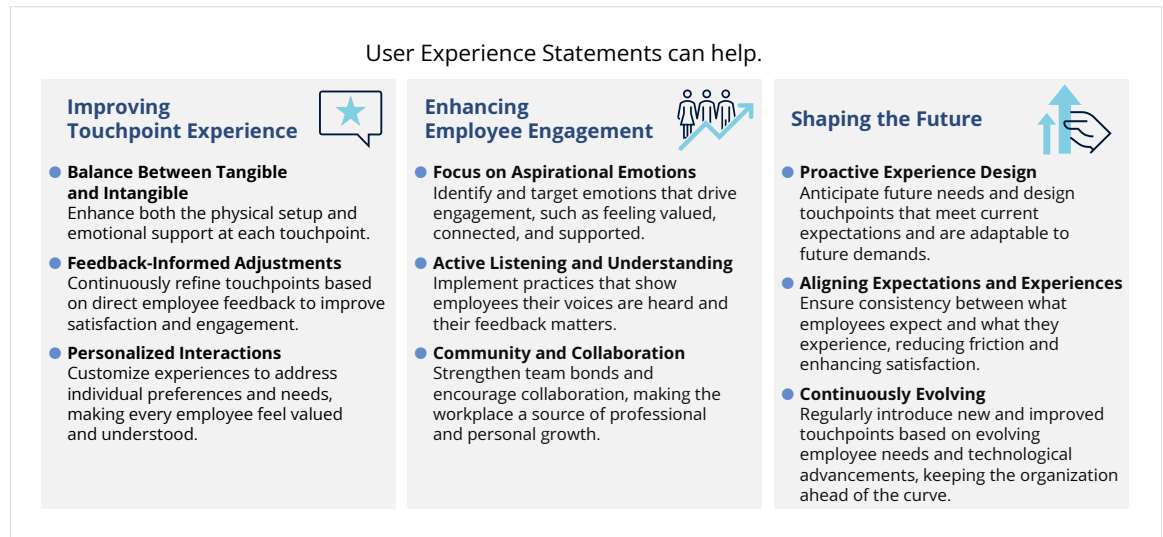 User Experience Statements can help.
Improving
Touchpoint Experience
Balance Between Tangible
and Intangible
Enhance both the physical setup and
emotional support at each touchpoint.
Feedback-Informed Adjustments
Continuously refine touchpoints based
on direct employee feedback to improve
satisfaction and engagement.
Personalized Interactions
Customize experiences to address
individual preferences and needs,
making every employee feel valued
and understood.
Enhancing
Employee Engagement
Focus on Aspirational Emotions
Identify and target emotions that drive
engagement, such as feeling valued,
connected, and supported.
Active Listening and Understanding
Implement practices that show
employees their voices are heard and
their feedback matters.
Community and Collaboration
Strengthen team bonds and
encourage collaboration, making the
workplace a source of professional
and personal growth.
Shaping the Future
Proactive Experience Design
Anticipate future needs and design
touchpoints that meet current
expectations and are adaptable to
future demands.
Aligning Expectations and Experiences
Ensure consistency between what
employees expect and what they
experience, reducing friction and
enhancing satisfaction.
Continuously Evolving
Regularly introduce new and improved
touchpoints based on evolving
employee needs and technological
advancements, keeping the organization
ahead of the curve.